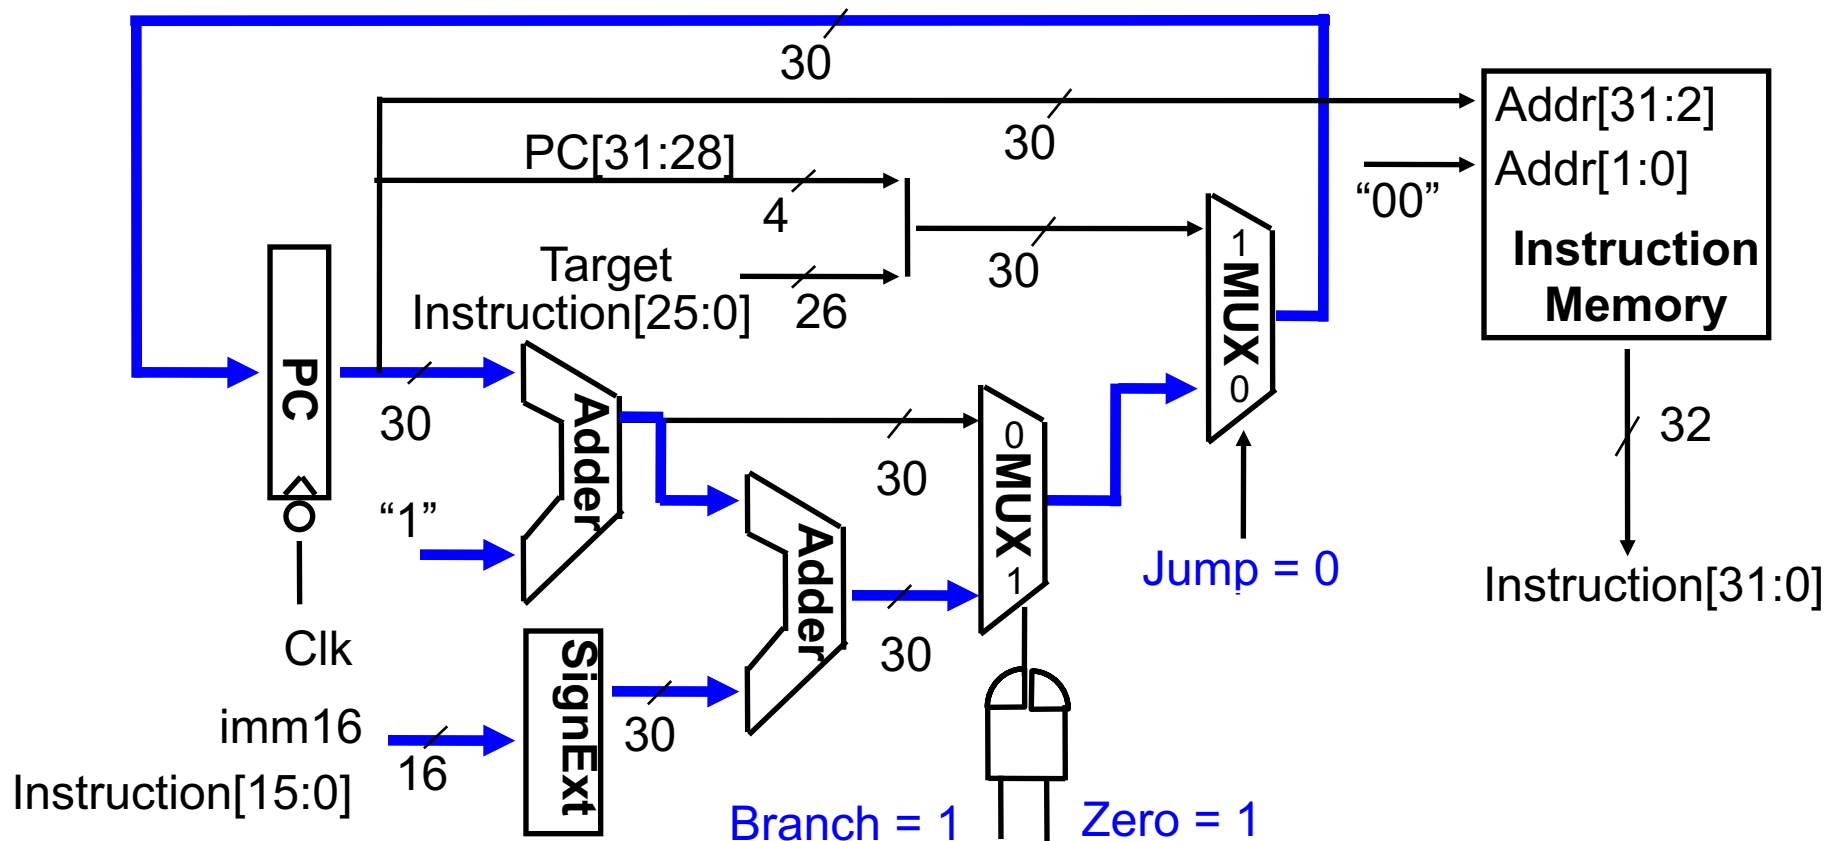 30
30
Addr[31:2]
PC[31:28]
"00"
Addr[1:0]
4
Instruction
Memory
Target
Instruction[25:0]
26
30
1
MUX
0
PC
30
Adder
30
0
MUX
1
32
"1"
Adder
Jump = 0
Instruction[31:0]
Clk
30
SignExt
30
imm16
Instruction[15:0]
16
Branch = 1
Zero = 1